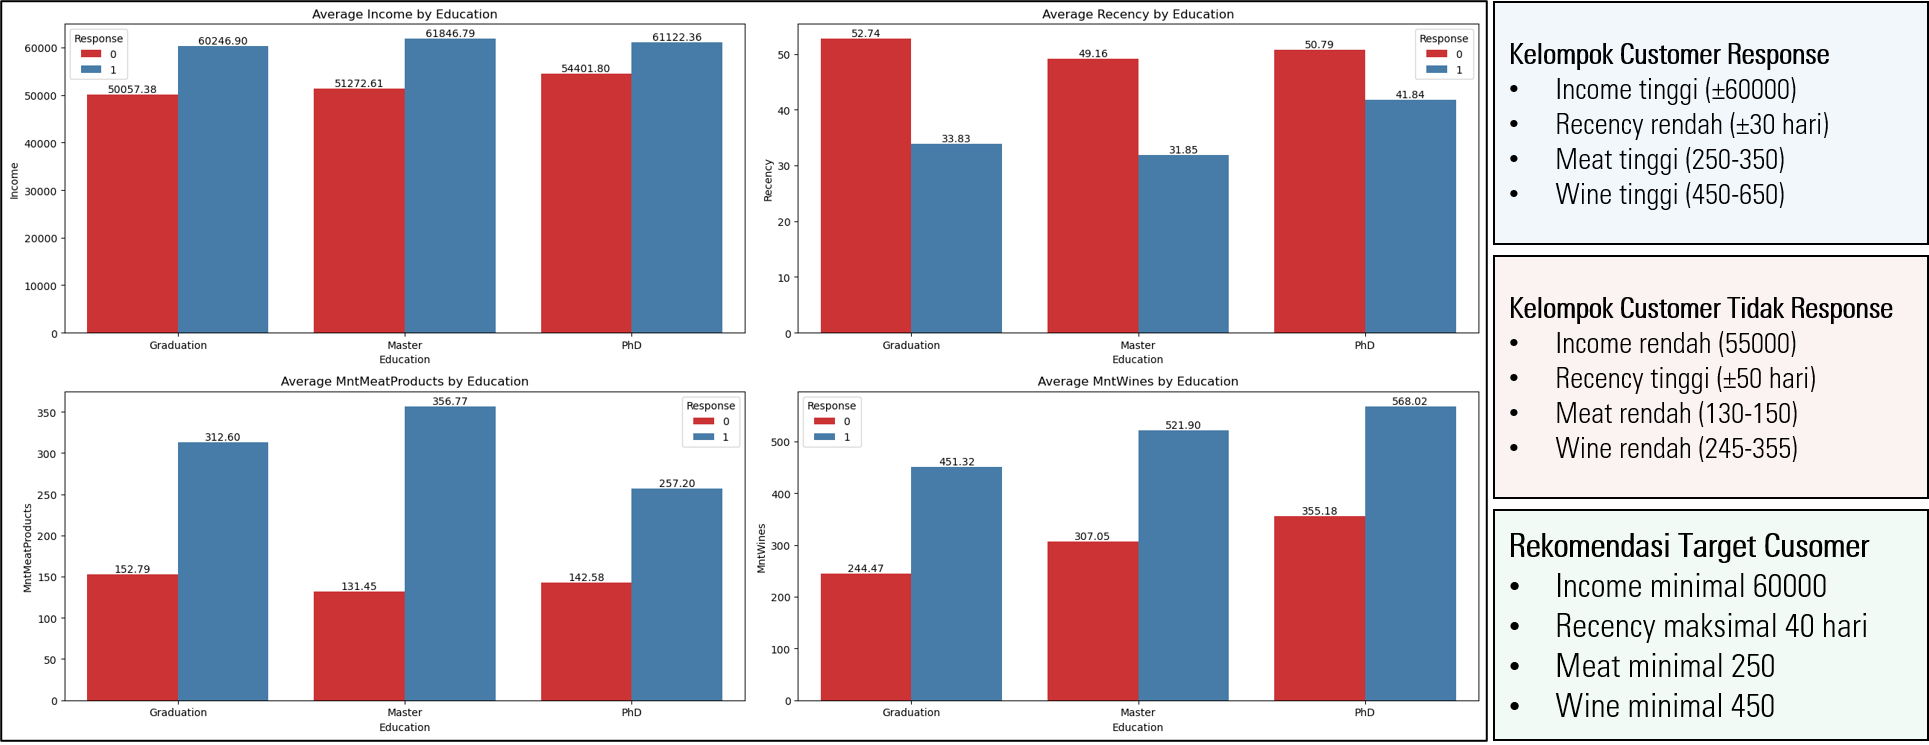 Average Income by Education
Response
0
1
50057.38
60246.90
51272.61
61846.79
54401.80
61122.36
60000
50000
40000
30000
20000
10000
0
Income
Graduation
Master
PhD
Education
Average Recency by Education
Response
0
1
52.74
33.83
49.16
31.85
50.79
41.84
50
40
30
20
10
0
Recency
Graduation
Master
PhD
Education
Average MntMeatProducts by Education
Response
0
1
152.79
312.60
131.45
356.77
142.58
257.20
350
300
250
200
150
100
50
0
MntMeatProducts
Graduation
Master
PhD
Education
Average MntWines by Education
Response
0
1
244.47
451.32
307.05
521.90
355.18
568.02
500
400
300
200
100
0
MntWines
Graduation
Master
PhD
Education
Kelompok Customer Response
• Income tinggi (±60000)
• Recency rendah (±30 hari)
• Meat tinggi (250-350)
• Wine tinggi (450-650)
Kelompok Customer Tidak Response
• Income rendah (55000)
• Recency tinggi (±50 hari)
• Meat rendah (130-150)
• Wine rendah (245-355)
Rekomendasi Target Cusomer
• Income minimal 60000
• Recency maksimal 40 hari
• Meat minimal 250
• Wine minimal 450